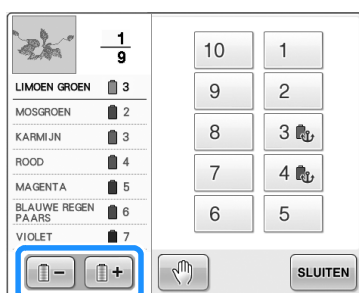 1
9
LIMOEN GROEN 3
MOSGROEN 2
KARMIJN 3
ROOD 4
MAGENTA 5
BLAUWE REGEN
PAARS 6
VIOLET 7
- +
10 1
9 2
8 3
7 4
6 5
SLUITEN